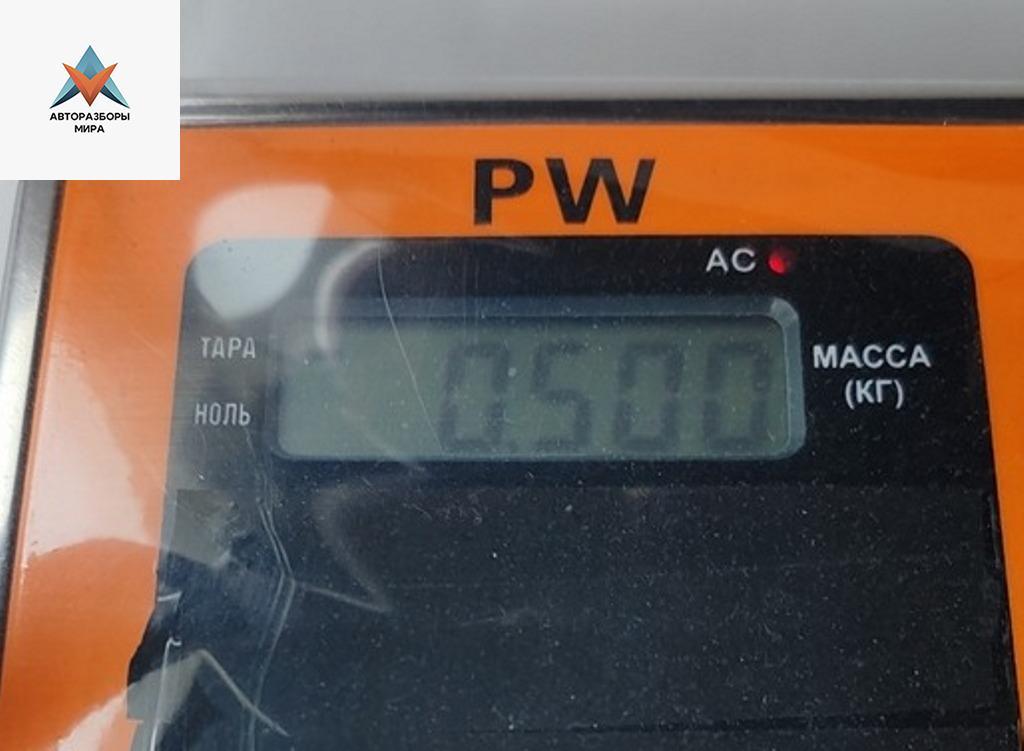 АВТОРАЗБОРЫ
МИРА
PW
AC
ТАРА
НОЛЬ
0.500
МАССА
(КГ)